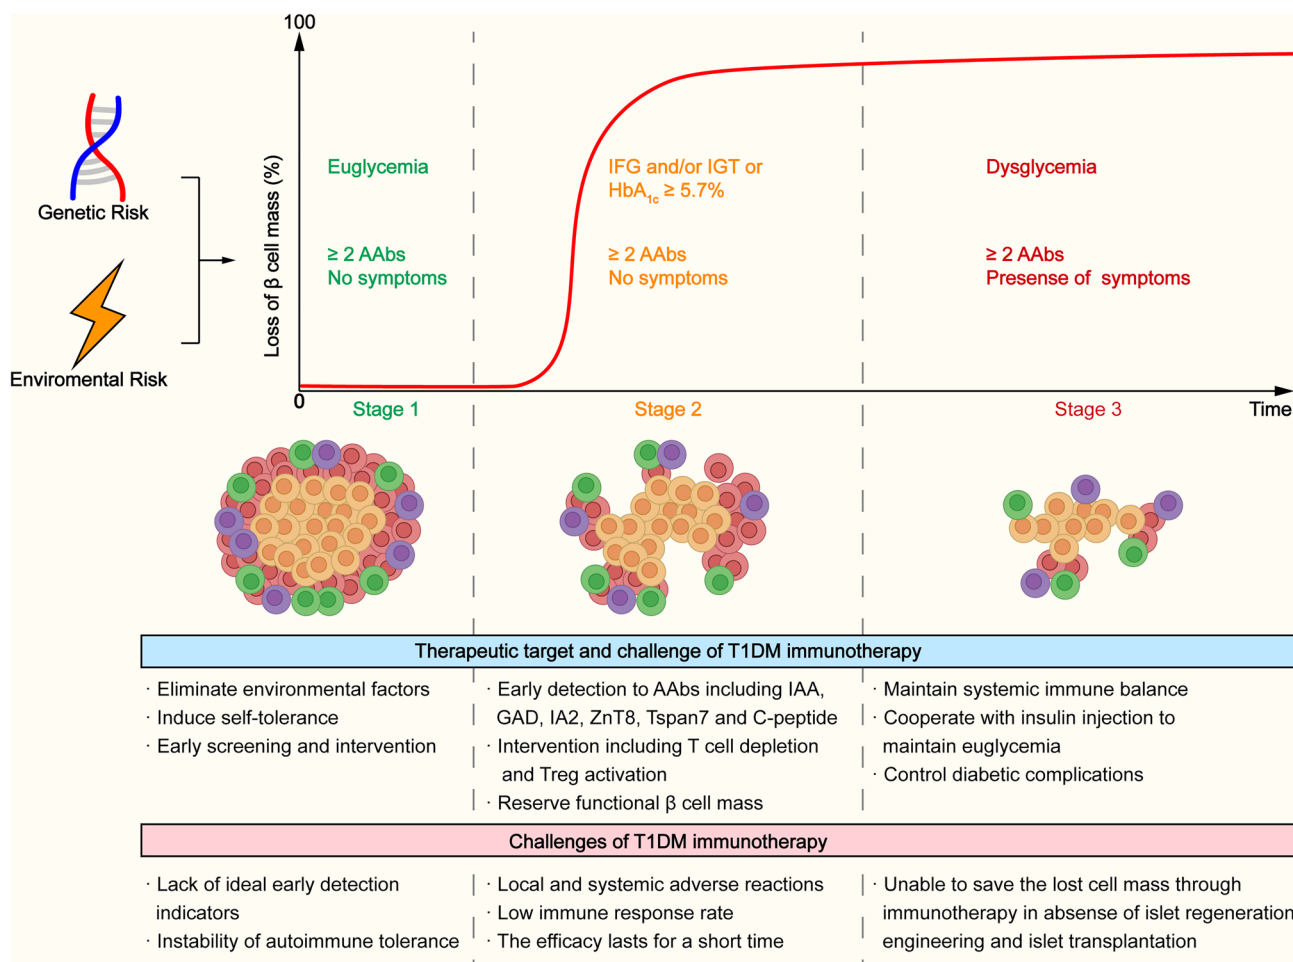 100
Loss of β cell mass (%)
Genetic Risk
Enviromental Risk
Euglycemia
≥ 2 AAbs
No symptoms
IFG and/or IGT or
HbA1c ≥ 5.7%
≥ 2 AAbs
No symptoms
Dysglycemia
≥ 2 AAbs
Presense of symptoms
0
Stage 1
Stage 2
Stage 3
Time
Therapeutic target and challenge of T1DM immunotherapy
· Eliminate environmental factors
· Induce self-tolerance
· Early screening and intervention
· Early detection to AAbs including IAA,
GAD, IA2, ZnT8, Tspan7 and C-peptide
· Intervention including T cell depletion
and Treg activation
· Reserve functional β cell mass
· Maintain systemic immune balance
· Cooperate with insulin injection to
maintain euglycemia
· Control diabetic complications
Challenges of T1DM immunotherapy
· Lack of ideal early detection
indicators
· Instability of autoimmune tolerance
· Local and systemic adverse reactions
· Low immune response rate
· The efficacy lasts for a short time
· Unable to save the lost cell mass through
immunotherapy in absense of islet regeneration
engineering and islet transplantation